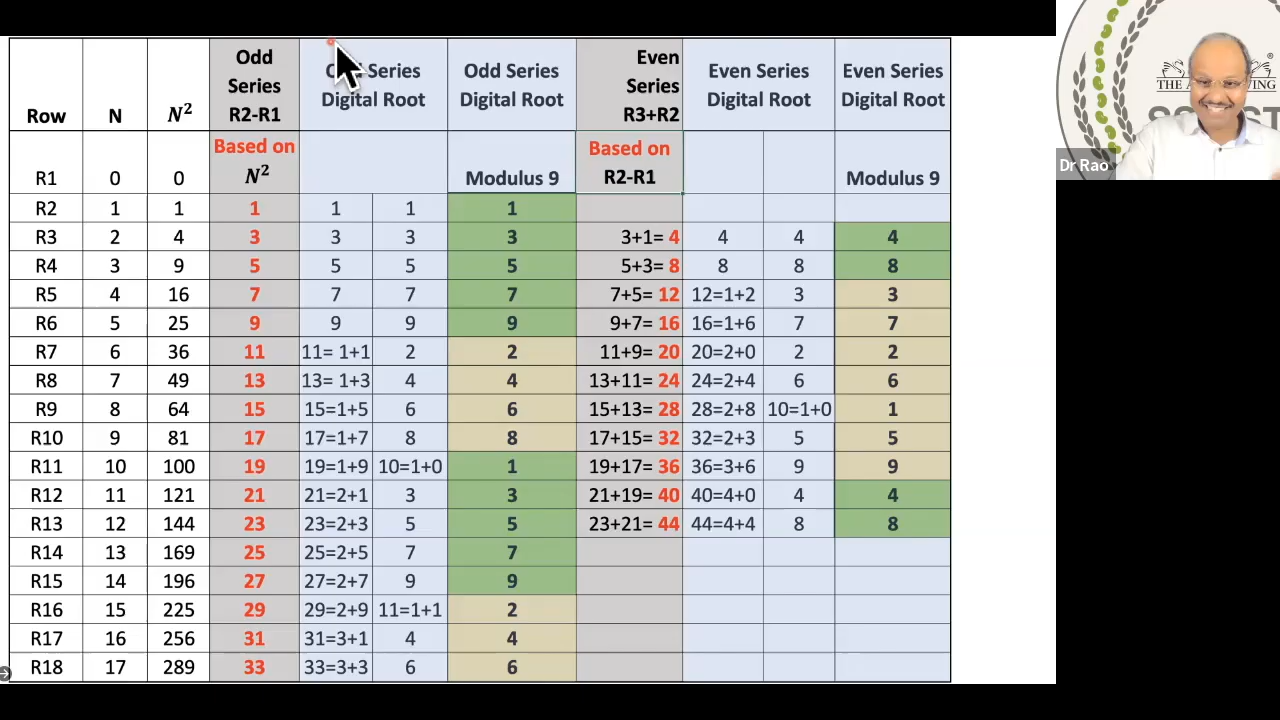 Row N N² Odd Series R2-R1 Series Digital Root Odd Series Digital Root Even Series R3+R2 Even Series Digital Root Even Series Digital Root
R1 0 0 Based on N² Modulus 9 Based on R2-R1 Modulus 9
R2 1 1 1 1 1 1
R3 2 4 3 3 3 3 3+1= 4 4 4 4
R4 3 9 5 5 5 5 5+3= 8 8 8 8
R5 4 16 7 7 7 7 7+5= 12 12=1+2 3 3
R6 5 25 9 9 9 9 9+7= 16 16=1+6 7 7
R7 6 36 11 11= 1+1 2 2 11+9= 20 20=2+0 2 2
R8 7 49 13 13= 1+3 4 4 13+11= 24 24=2+4 6 6
R9 8 64 15 15=1+5 6 6 15+13= 28 28=2+8 10=1+0 1
R10 9 81 17 17=1+7 8 8 17+15= 32 32=2+3 5 5
R11 10 100 19 19=1+9 10=1+0 1 19+17= 36 36=3+6 9 9
R12 11 121 21 21=2+1 3 3 21+19= 40 40=4+0 4 4
R13 12 144 23 23=2+3 5 5 23+21= 44 44=4+4 8 8
R14 13 169 25 25=2+5 7 7
R15 14 196 27 27=2+7 9 9
R16 15 225 29 29=2+9 11=1+1 2
R17 16 256 31 31=3+1 4 4
R18 17 289 33 33=3+3 6 6
Dr Rao